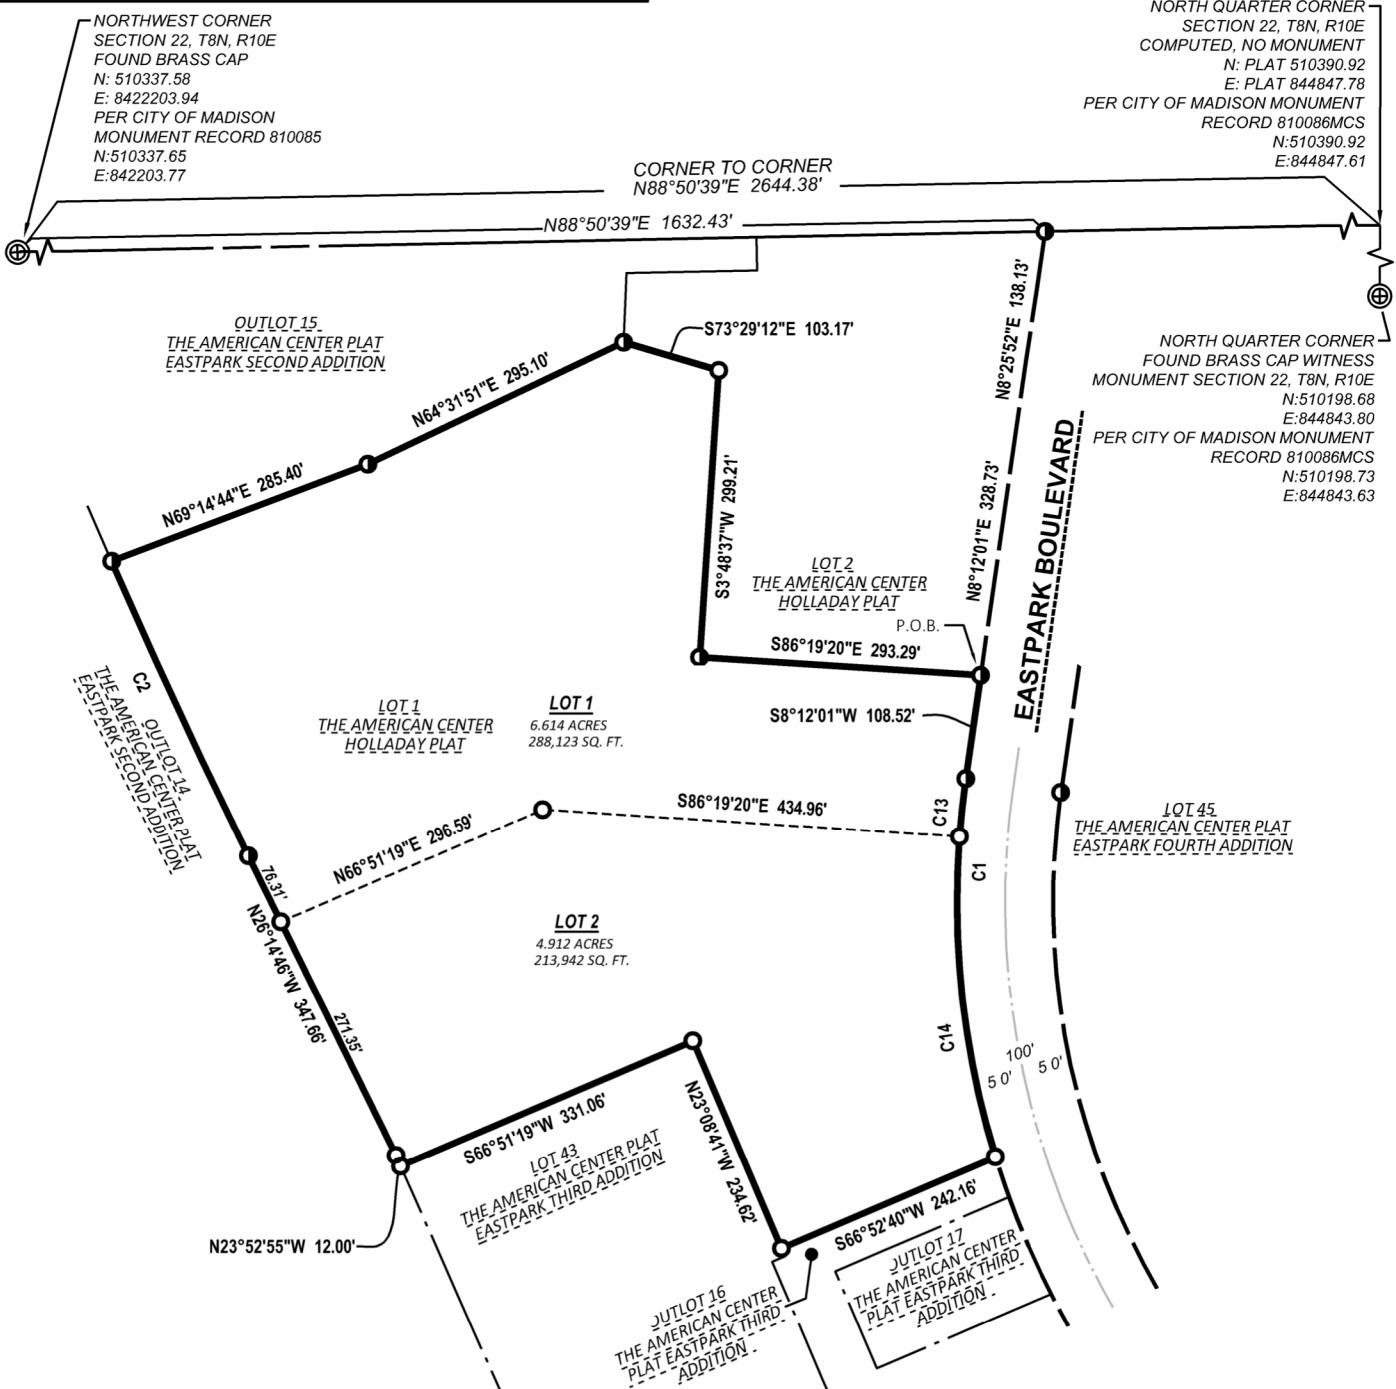 NORTHWEST CORNER
SECTION 22, T8N, R10E
FOUND BRASS CAP
N: 510337.58
E: 8422203.94
PER CITY OF MADISON
MONUMENT RECORD 810085
N:510337.65
E:842203.77
NORTH QUARTER CORNER
SECTION 22, T8N, R10E
COMPUTED, NO MONUMENT
N: PLAT 510390.92
E: PLAT 844847.78
PER CITY OF MADISON MONUMENT
RECORD 810086MCS
N:510390.92
E:844847.61
CORNER TO CORNER
N88°50'39"E 2644.38'
N88°50'39"E 1632.43'
N8°25'52"E 138.13'
OUTLOT 15
THE AMERICAN CENTER PLAT
EASTPARK SECOND ADDITION
S73°29'12"E 103.17'
N64°31'51"E 295.10'
NORTH QUARTER CORNER
FOUND BRASS CAP WITNESS
MONUMENT SECTION 22, T8N, R10E
N:510198.68
E:844843.80
PER CITY OF MADISON MONUMENT
RECORD 810086MCS
N:510198.73
E:844843.63
N69°14'44"E 285.40'
S3°48'37"W 299.21'
N8°12'01"E 328.73'
EASTPARK BOULEVARD
LOT 2
THE AMERICAN CENTER
HOLLADAY PLAT
P.O.B.
S86°19'20"E 293.29'
C2
OUTLOT 14
THE AMERICAN CENTER PLAT
EASTPARK SECOND ADDITION
LOT 1
THE AMERICAN CENTER
HOLLADAY PLAT
LOT 1
6.614 ACRES
288,123 SQ. FT.
S8°12'01"W 108.52'
S86°19'20"E 434.96'
C13
C1
LOT 45
THE AMERICAN CENTER PLAT
EASTPARK FOURTH ADDITION
N66°51'19"E 296.59'
76.31'
N26°14'46"W 347.66'
271.35'
LOT 2
4.912 ACRES
213,942 SQ. FT.
C14
100'
5 0'
5 0'
S66°51'19"W 331.06'
N23°08'41"W 234.62'
LOT 43
THE AMERICAN CENTER PLAT
EASTPARK THIRD ADDITION
S66°52'40"W 242.16'
N23°52'55"W 12.00'
OUTLOT 17
THE AMERICAN CENTER
PLAT EASTPARK THIRD
ADDITION
OUTLOT 16
THE AMERICAN CENTER
PLAT EASTPARK THIRD
ADDITION